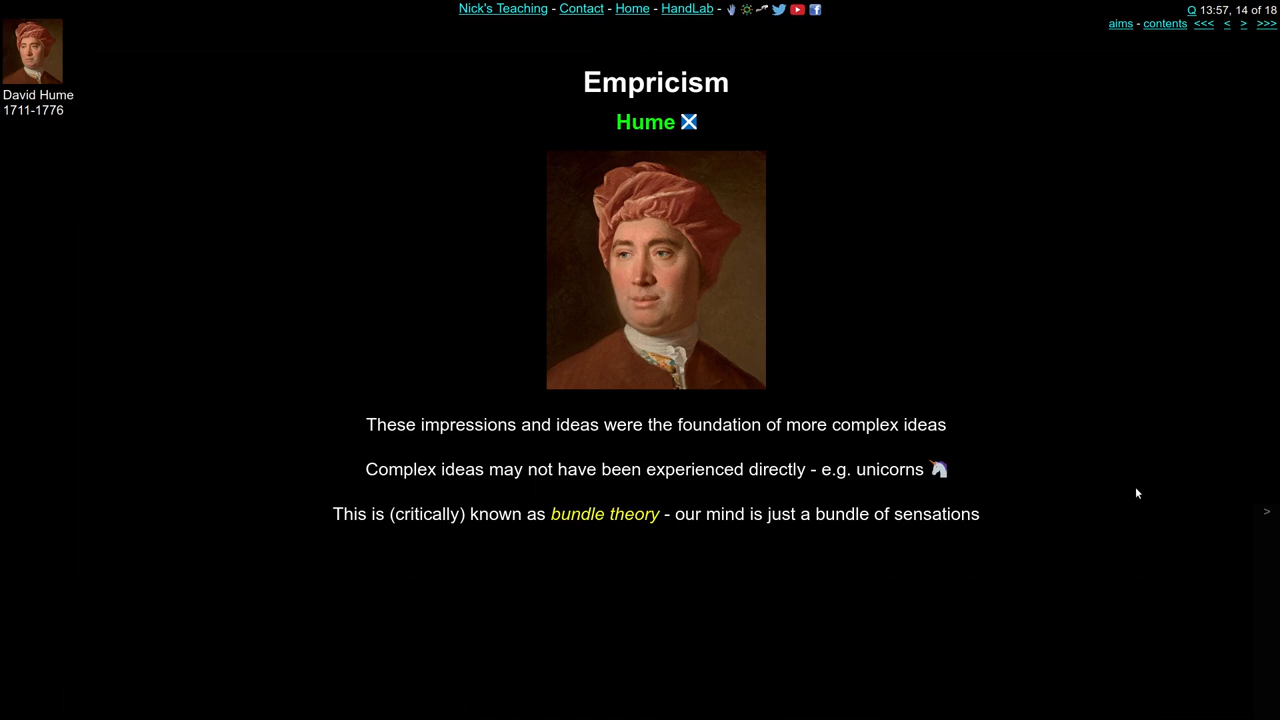 Nick's Teaching - Contact - Home - HandLab -
Q 13:57, 14 of 18
aims - contents <<< < > >>>
David Hume
1711-1776
Empricism
Hume
These impressions and ideas were the foundation of more complex ideas
Complex ideas may not have been experienced directly - e.g. unicorns 🦄
This is (critically) known as bundle theory - our mind is just a bundle of sensations
>